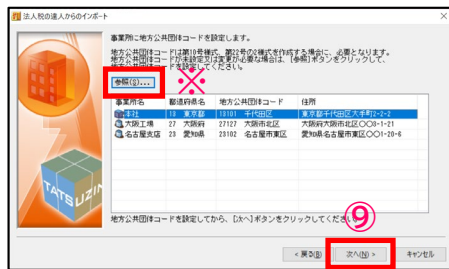 法人税の達人からのインポート
事業所に地方公共団体コードを設定します。
地方公共団体コードは第10号様式、第22号の2様式を作成する場合に、必要となります。
地方公共団体コードが未設定又は変更が必要な場合は、[参照]ボタンをクリックして、
地方公共団体コードを設定してください。
参照(Q)...
※
事業所名 都道府県名 地方公共団体コード 住所
本社 13 東京都 13101 千代田区 東京都千代田区大手町2-2-2
大阪工場 27 大阪府 27127 大阪市北区 大阪府大阪市北区〇〇3-1-21
名古屋支店 23 愛知県 23102 名古屋市東区 愛知県名古屋市東区〇〇1-20-6
TATSUZIN
地方公共団体コードを設定してから、[次へ]ボタンをクリックしてください。
⑨
< 戻る(B) 次へ(N) > キャンセル